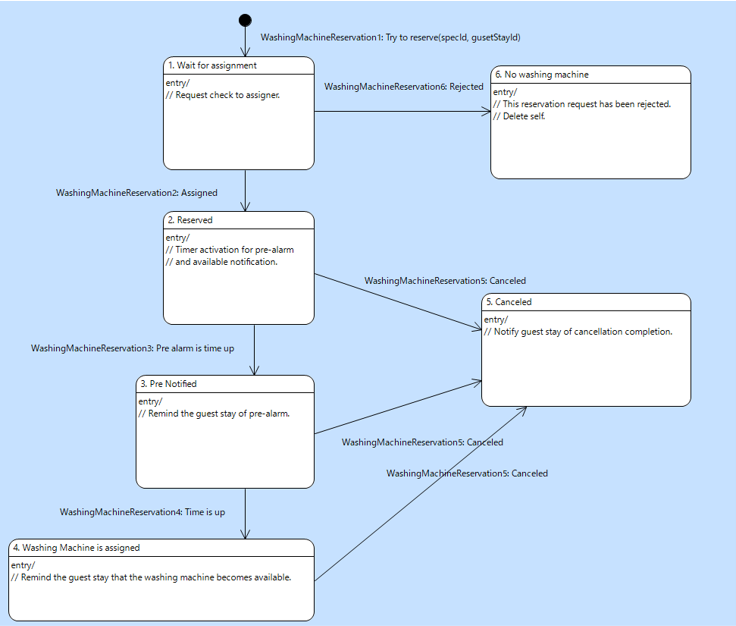 WashingMachineReservation1: Try to reserve(specId, gusetStayId)
1. Wait for assignment
entry/
// Request check to assigner.
WashingMachineReservation6: Rejected
6. No washing machine
entry/
// This reservation request has been rejected.
// Delete self.
WashingMachineReservation2: Assigned
2. Reserved
entry/
// Timer activation for pre-alarm
// and available notification.
WashingMachineReservation5: Canceled
5. Canceled
entry/
// Notify guest stay of cancellation completion.
WashingMachineReservation3: Pre alarm is time up
3. Pre Notified
entry/
// Remind the guest stay of pre-alarm.
WashingMachineReservation5: Canceled
WashingMachineReservation5: Canceled
WashingMachineReservation4: Time is up
4. Washing Machine is assigned
entry/
// Remind the guest stay that the washing machine becomes available.